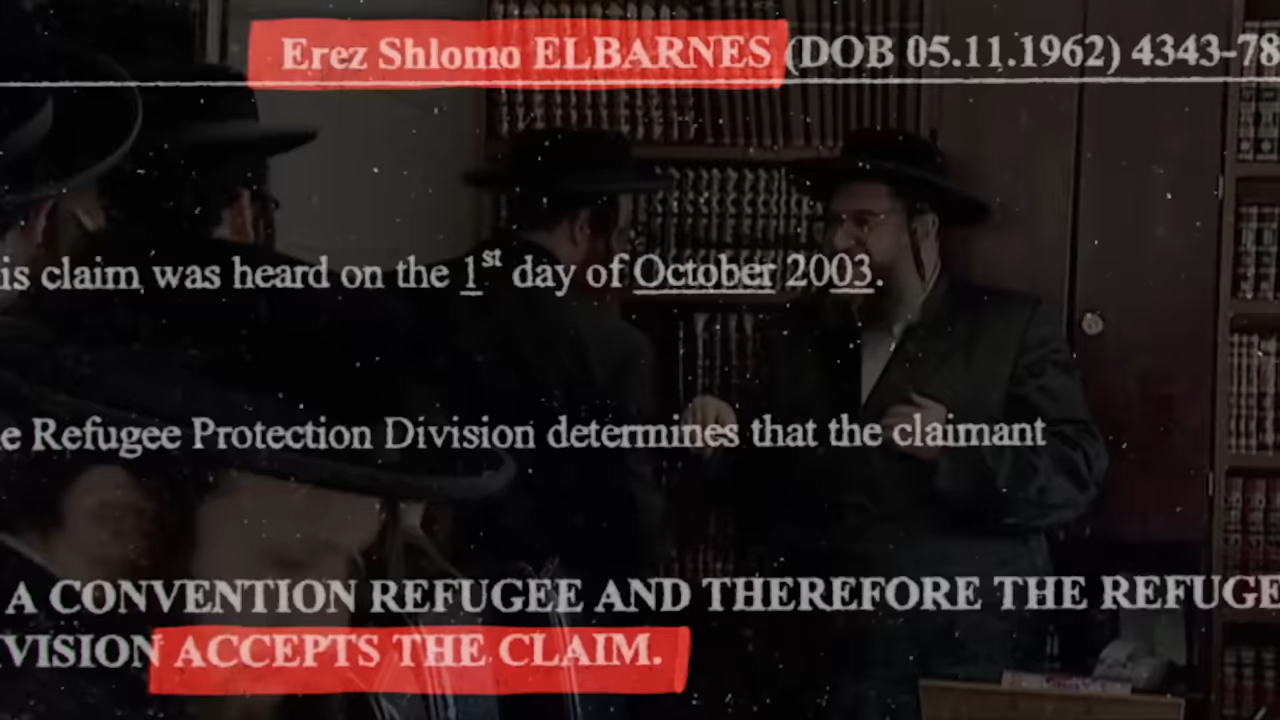 Erez Shlomo ELBARNES (DOB 05.11.1962) 4343-78
is claim was heard on the 1st day of October 2003.
e Refugee Protection Division determines that the claimant
A CONVENTION REFUGEE AND THEREFORE THE REFUGE
VISION ACCEPTS THE CLAIM.